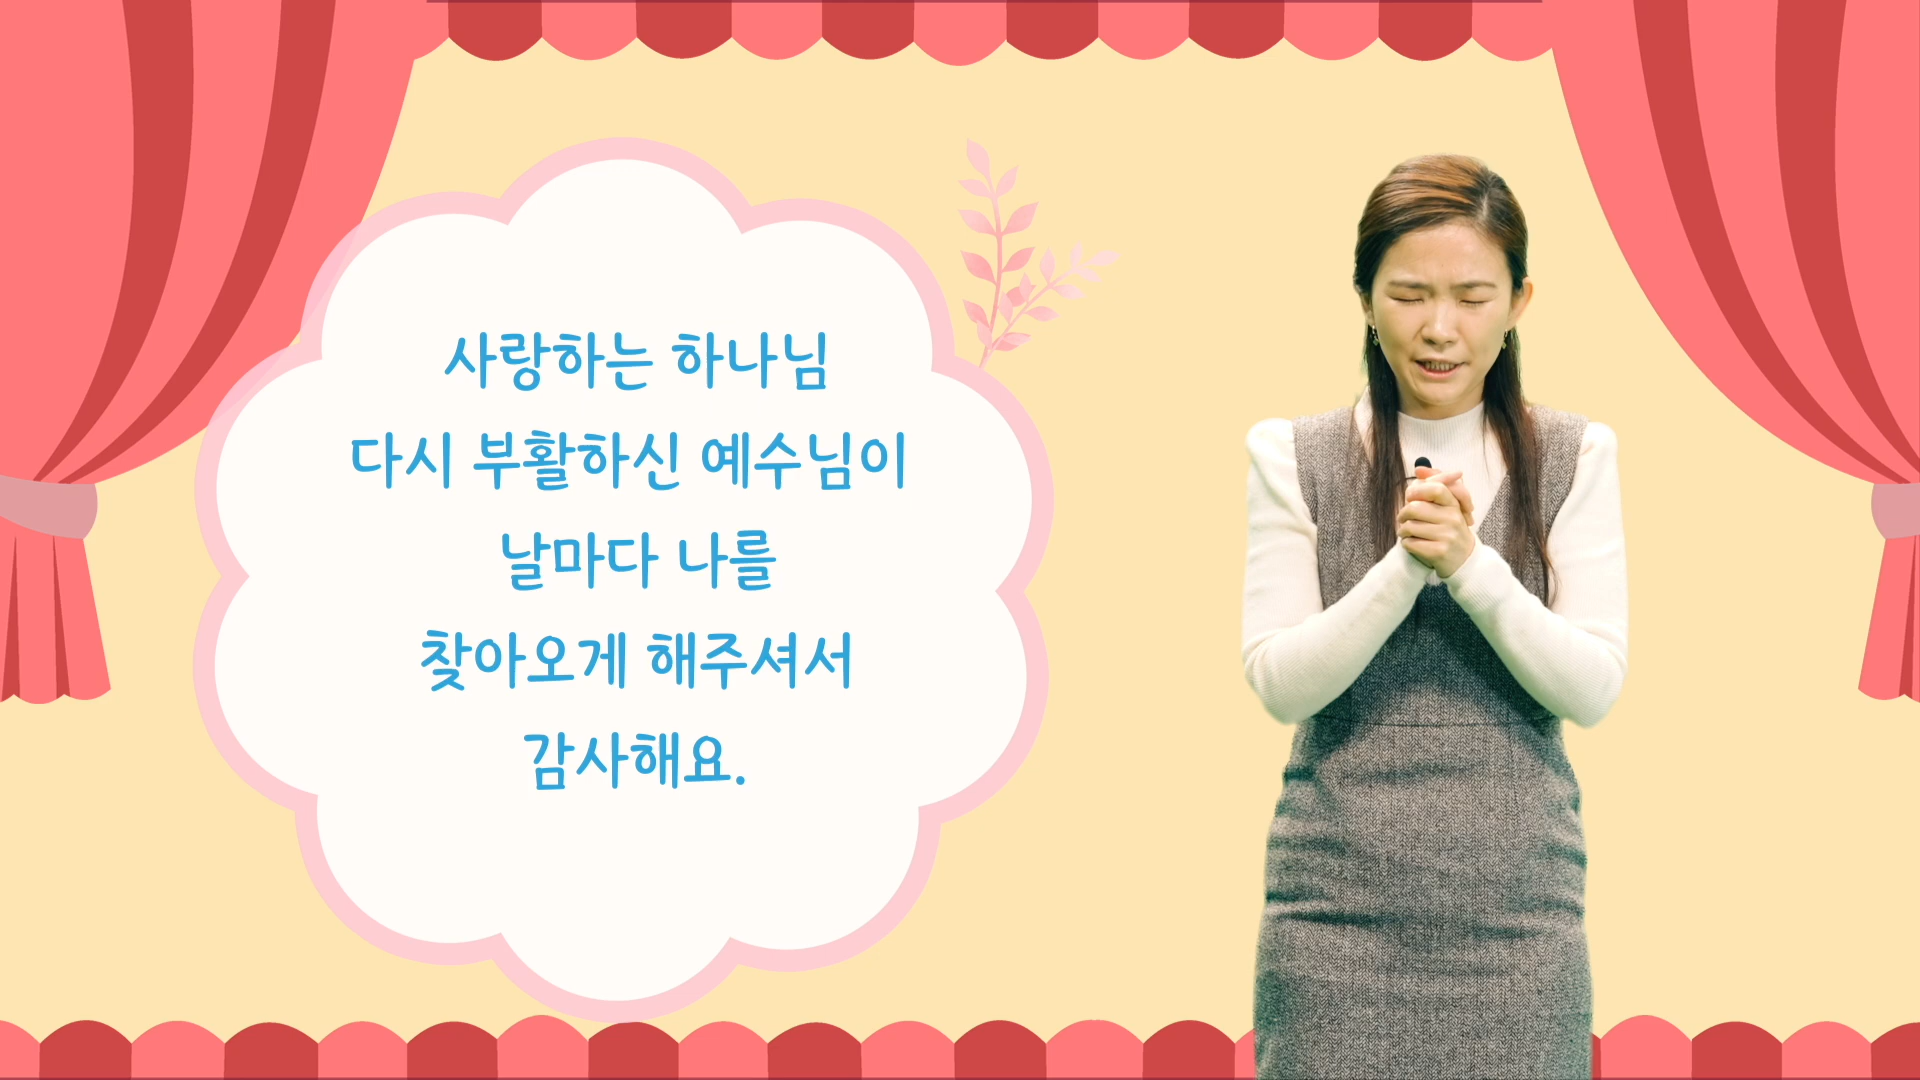 사랑하는 하나님
다시 부활하신 예수님이
날마다 나를
찾아오게 해주셔서
감사해요.